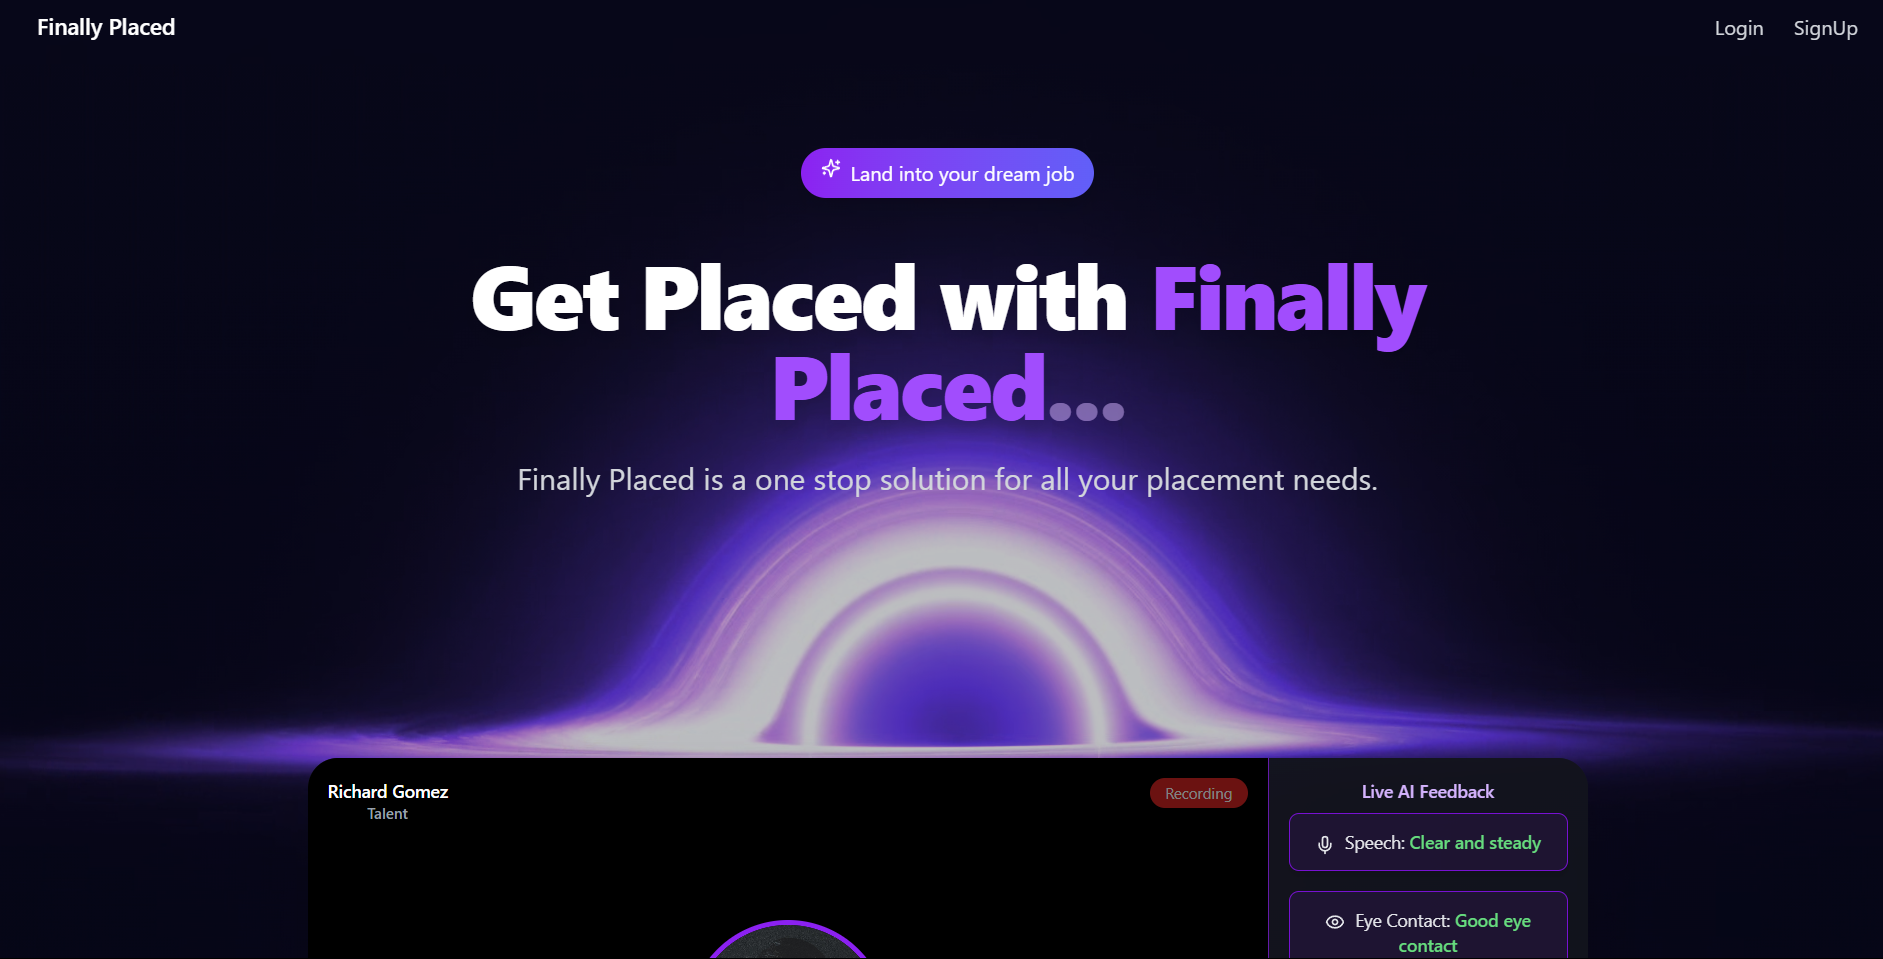 Finally Placed
Login
SignUp
Land into your dream job
Get Placed with Finally
Placed...
Finally Placed is a one stop solution for all your placement needs.
Richard Gomez
Talent
Recording
Live AI Feedback
Speech: Clear and steady
Eye Contact: Good eye
contact